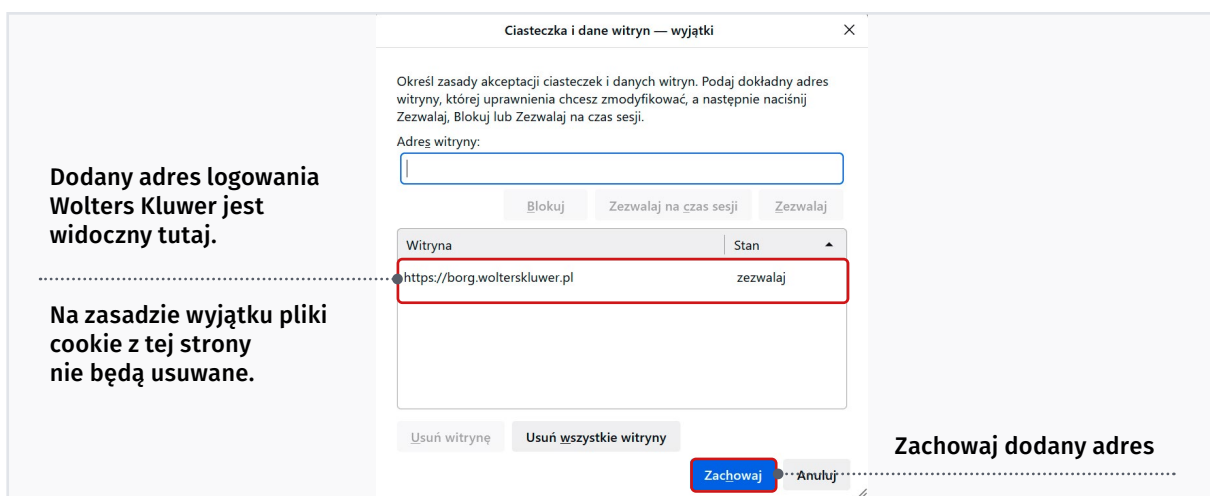 Ciasteczka i dane witryn — wyjątki
Określ zasady akceptacji ciasteczek i danych witryn. Podaj dokładny adres
witryny, której uprawnienia chcesz zmodyfikować, a następnie naciśnij
Zezwalaj, Blokuj lub Zezwalaj na czas sesji.
Adres witryny:
Blokuj Zezwalaj na czas sesji Zezwalaj
Witryna Stan
https://borg.wolterskluwer.pl zezwalaj
Usuń witrynę Usuń wszystkie witryny
Zachowaj Anuluj
Dodany adres logowania
Wolters Kluwer jest
widoczny tutaj.
Na zasadzie wyjątku pliki
cookie z tej strony
nie będą usuwane.
Zachowaj dodany adres